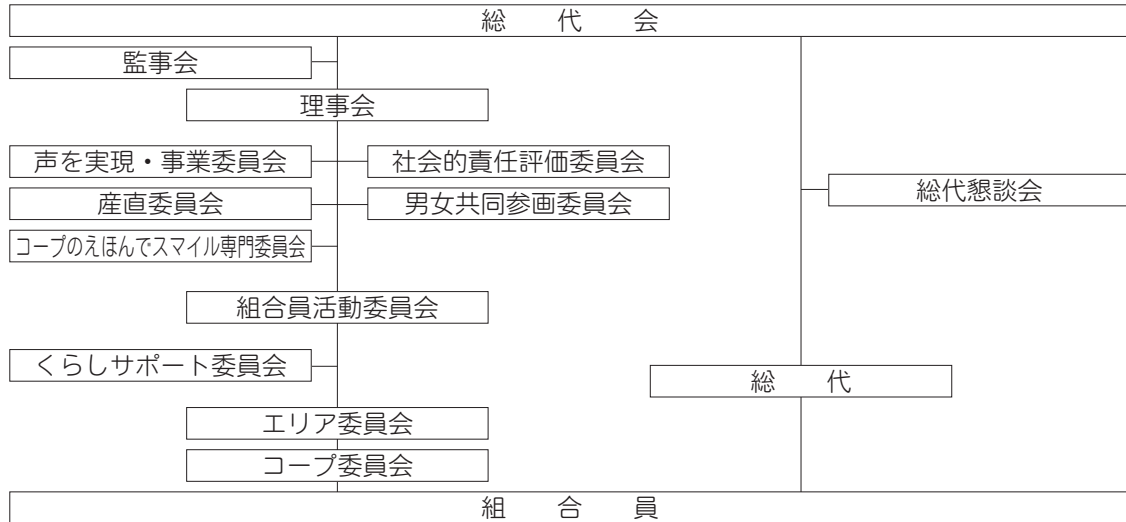 総代会
監事会
理事会
声を実現・事業委員会
社会的責任評価委員会
産直委員会
男女共同参画委員会
総代懇談会
コープのえほんでスマイル専門委員会
組合員活動委員会
くらしサポート委員会
総代
エリア委員会
コープ委員会
組合員